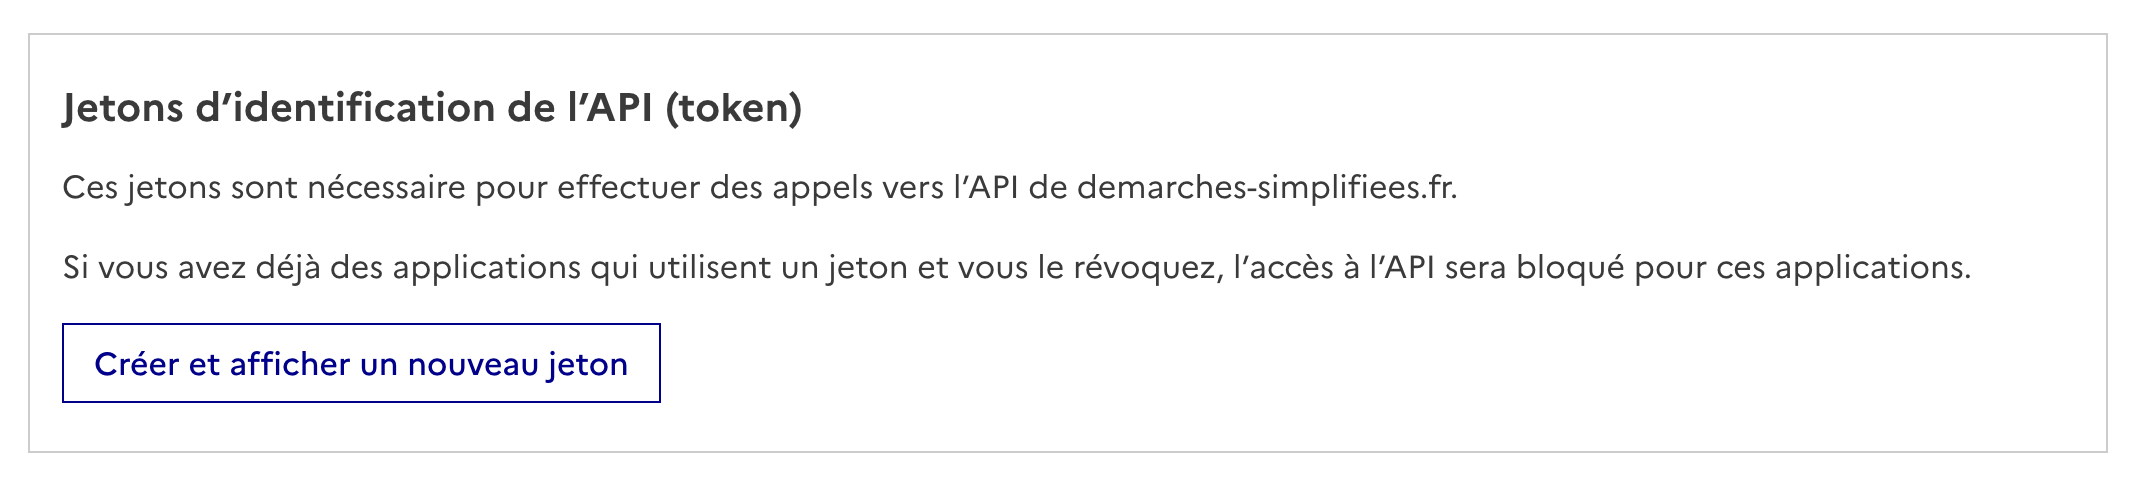 Jetons d’identification de l’API (token)
Ces jetons sont nécessaire pour effectuer des appels vers l’API de demarches-simplifiees.fr.
Si vous avez déjà des applications qui utilisent un jeton et vous le révoquez, l’accès à l’API sera bloqué pour ces applications.
Créer et afficher un nouveau jeton